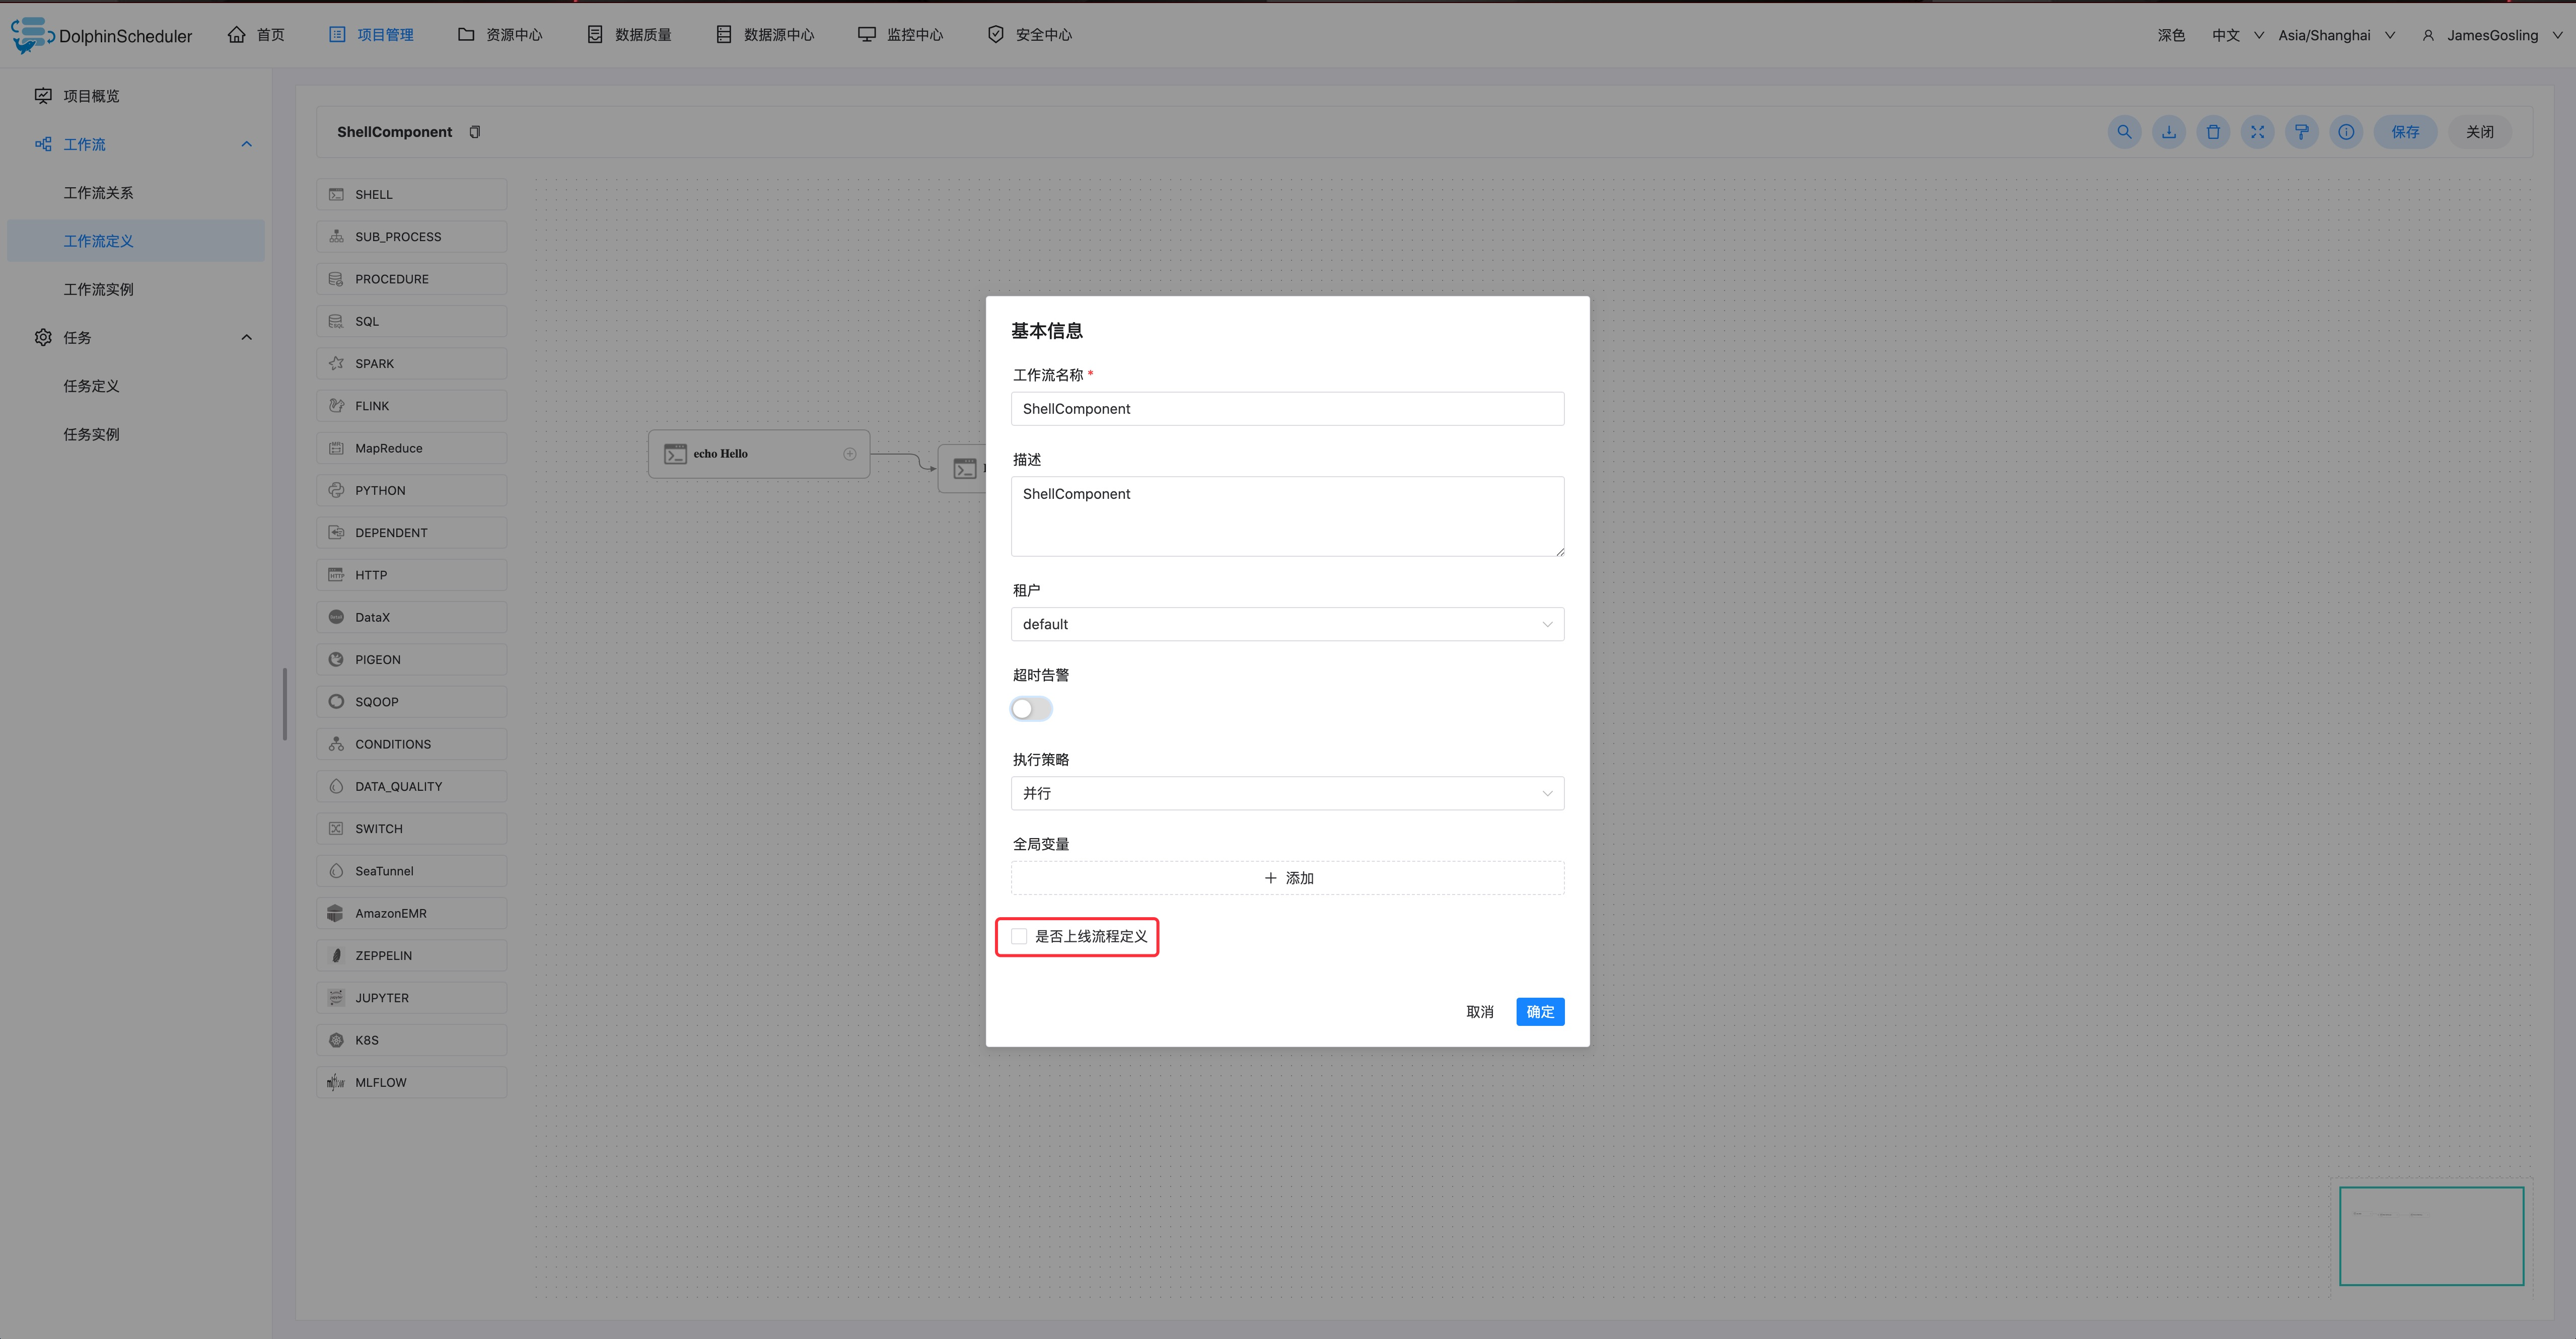 DolphinScheduler
首页
项目管理
资源中心
数据质量
数据源中心
监控中心
安全中心
深色
中文
Asia/Shanghai
JamesGosling
项目概览
工作流
工作流关系
工作流定义
工作流实例
任务
任务定义
任务实例
ShellComponent
保存
关闭
SHELL
SUB_PROCESS
PROCEDURE
SQL
SPARK
FLINK
MapReduce
PYTHON
DEPENDENT
HTTP
DataX
PIGEON
SQOOP
CONDITIONS
DATA_QUALITY
SWITCH
SeaTunnel
AmazonEMR
ZEPPELIN
JUPYTER
K8S
MLFLOW
echo Hello
基本信息
工作流名称 *
ShellComponent
描述
ShellComponent
租户
default
超时告警
执行策略
并行
全局变量
添加
是否上线流程定义
取消
确定